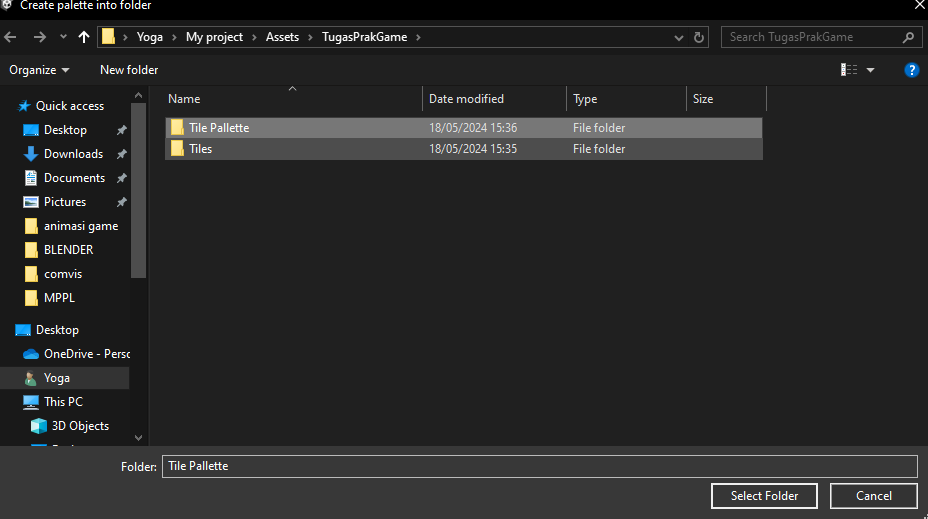 Create palette into folder
Yoga > My project > Assets > TugasPrakGame >
Search TugasPrakGame
Organize
New folder
?
Name
Date modified
Type
Size
Tile Pallette 18/05/2024 15:36 File folder
Tiles 18/05/2024 15:35 File folder
Quick access
Desktop
Downloads
Documents
Pictures
animasi game
BLENDER
comvis
MPPL
Desktop
OneDrive - Perso
Yoga
This PC
3D Objects
Folder: Tile Pallette
Select Folder
Cancel